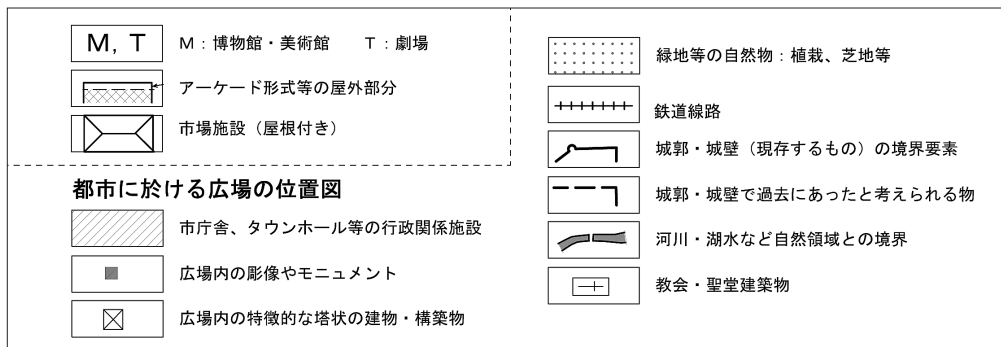 M, T M：博物館・美術館 T：劇場
アーケード形式等の屋外部分
市場施設（屋根付き）
都市に於ける広場の位置図
市庁舎、タウンホール等の行政関係施設
広場内の彫像やモニュメント
広場内の特徴的な塔状の建物・構築物
緑地等の自然物：植栽、芝地等
鉄道線路
城郭・城壁（現存するもの）の境界要素
城郭・城壁で過去にあったと考えられる物
河川・湖水など自然領域との境界
教会・聖堂建築物